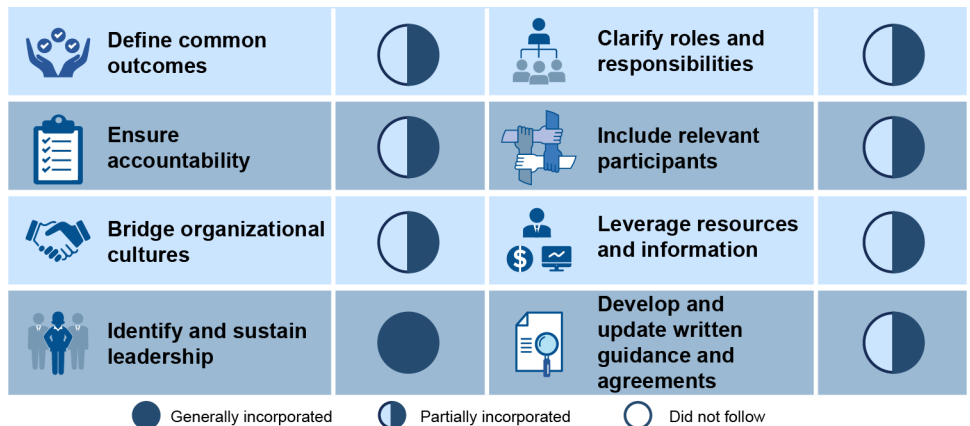 Define common
outcomes
Clarify roles and
responsibilities
Ensure
accountability
Include relevant
participants
Bridge organizational
cultures
Leverage resources
and information
$
Identify and sustain
leadership
Develop and
update written
guidance and
agreements
Generally incorporated
Partially incorporated
Did not follow